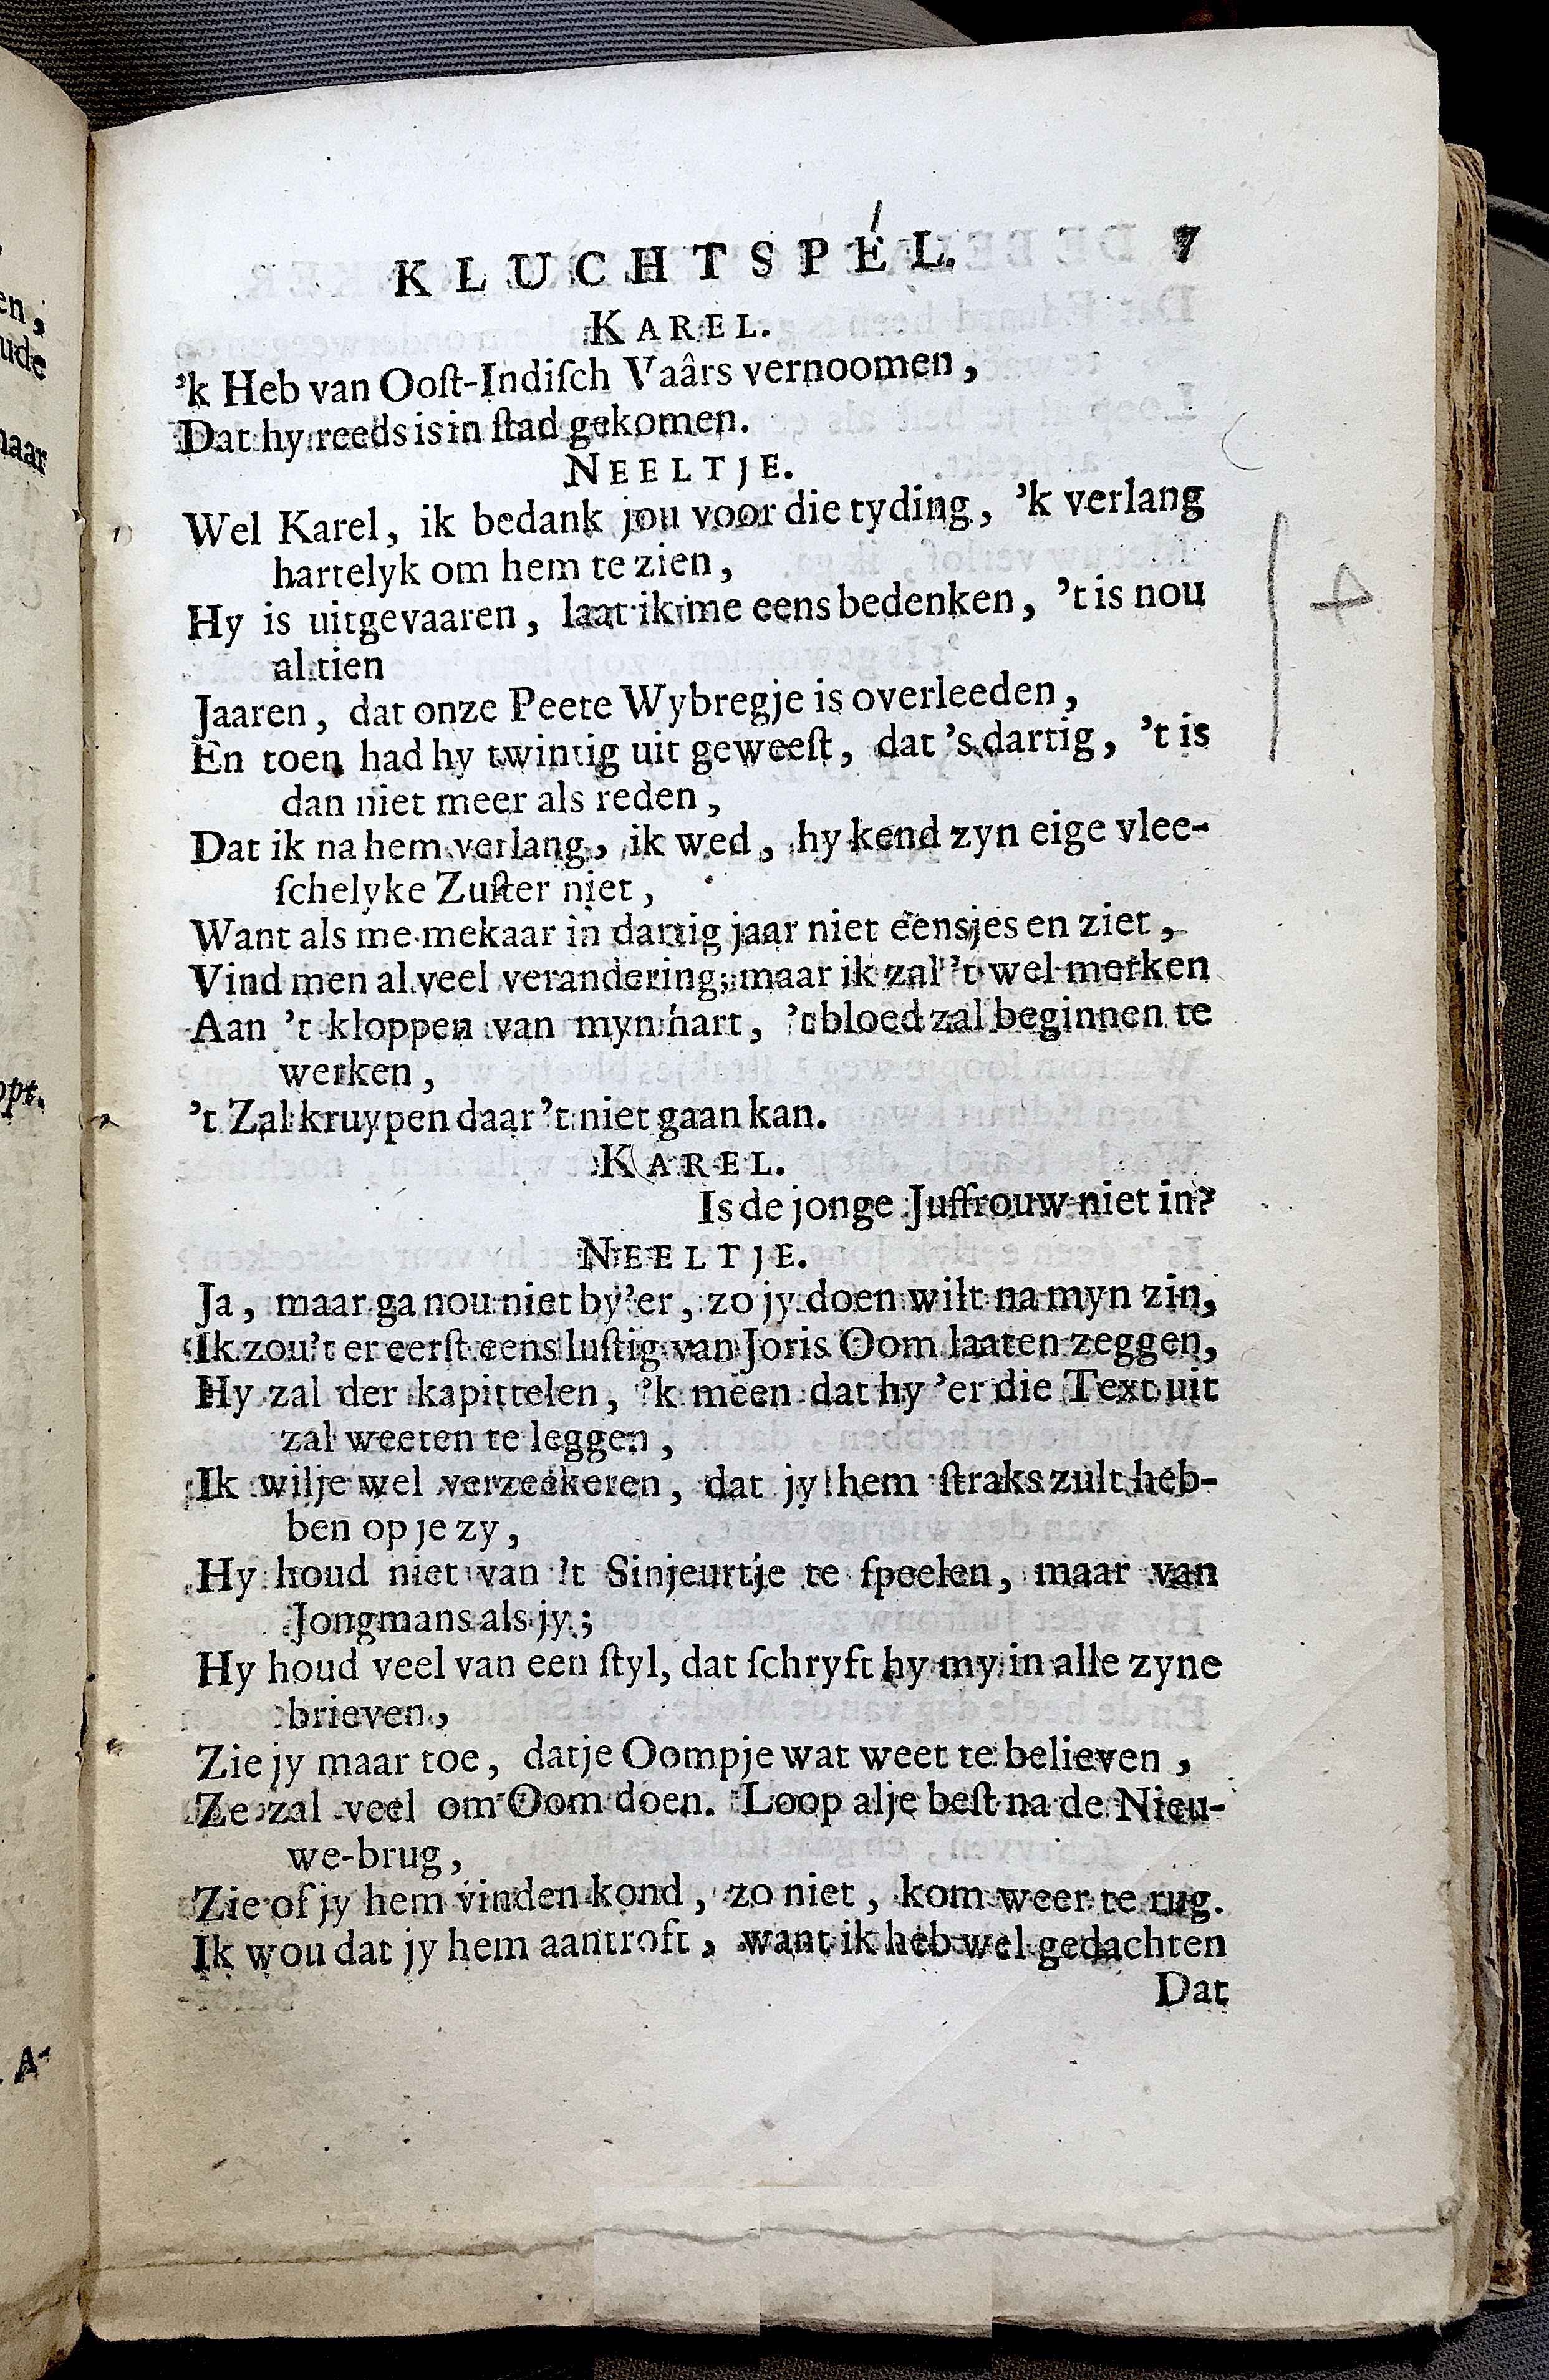 KLUCHTSPÉL. 7
KAREL.
’k Heb van Ooſt-Indiſch Vaârs vernoomen,
Dat hy reeds is in ſtad gekomen.
NEELTJE.
Wel Karel, ik bedank jou voor die tyding, ’k verlang
hartelyk om hem te zien,
Hy is uitgevaaren, laat ik me eens bedenken, ’t is nou
al tien
Jaaren, dat onze Peete Wybregje is overleeden,
En toen had hy twintig uit geweeſt, dat ’s dartig, ’t is
dan niet meer als reden,
Dat ik na hem verlang, ik wed, hy kend zyn eige vlee-
ſchelyke Zuſter niet,
Want als me mekaar in dartig jaar niet eensjes en ziet,
Vind men al veel verandering; maar ik zal ’t wel merken
Aan ’t kloppen van myn hart, ’t bloed zal beginnen te
werken,
’t Zal kruypen daar ’t niet gaan kan.
KAREL.
Is de jonge Juffrouw niet in?
NEELTJE.
Ja, maar ga nou niet by ’er, zo jy doen wilt na myn zin,
Ik zou ’t er eerſt eens luſtig van Joris Oom laaten zeggen,
Hy zal der kapittelen, ’k meen dat hy ’er die Text uit
zal weeten te leggen,
Ik wil je wel verzeekeren, dat jy hem ſtraks zult heb-
ben op je zy,
Hy houd niet van ’t Sinjeurtje te ſpeelen, maar van
Jongmans als jy;
Hy houd veel van een ſtyl, dat ſchryft hy my in alle zyne
brieven,
Zie jy maar toe, datje Oompje wat weet te believen,
Ze zal veel om Oom doen. Loop alje beſt na de Nieu-
we-brug,
Zie of jy hem vinden kond, zo niet, kom weer te rug.
Ik wou dat jy hem aantroft, want ik heb wel gedachten
Dat